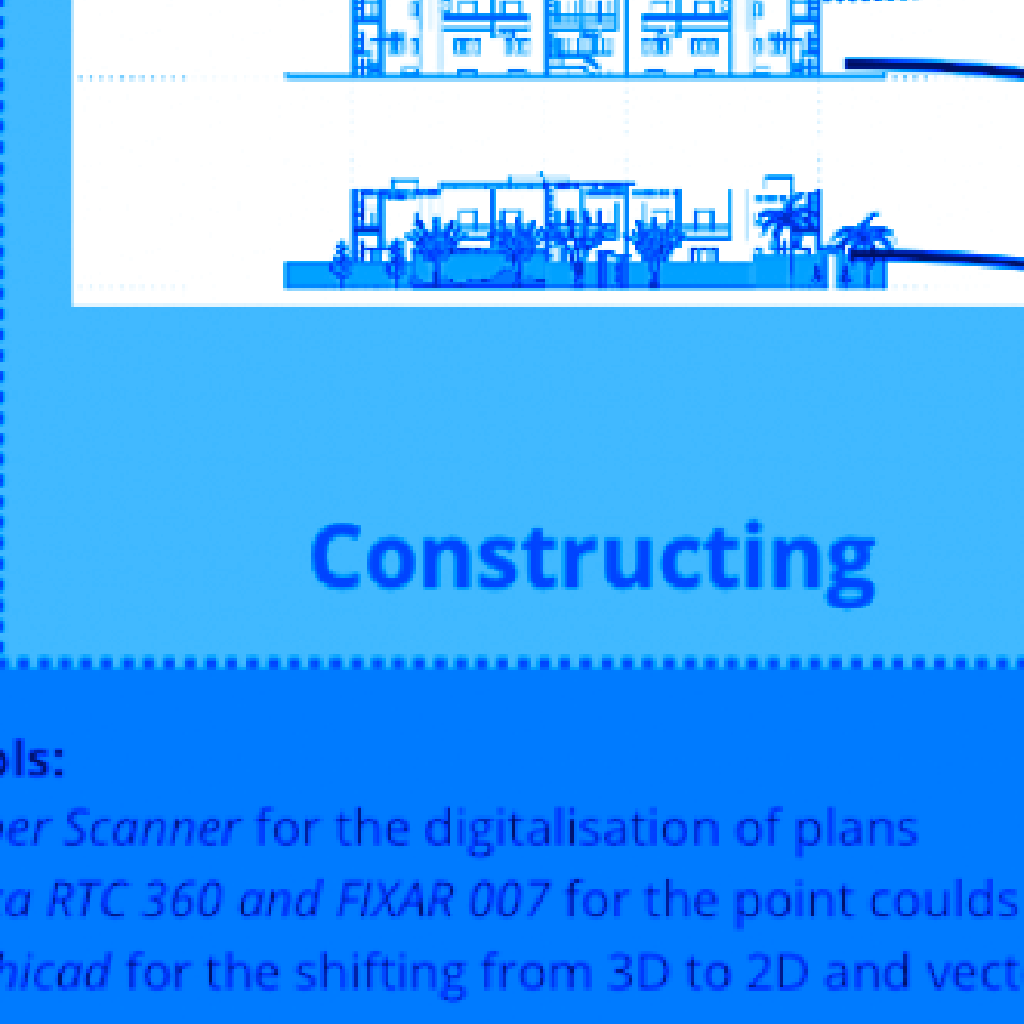 Constructing
ols:
er Scanner for the digitalisation of plans
a RTC 360 and FIXAR 007 for the point coulds
hicad for the shifting from 3D to 2D and vect